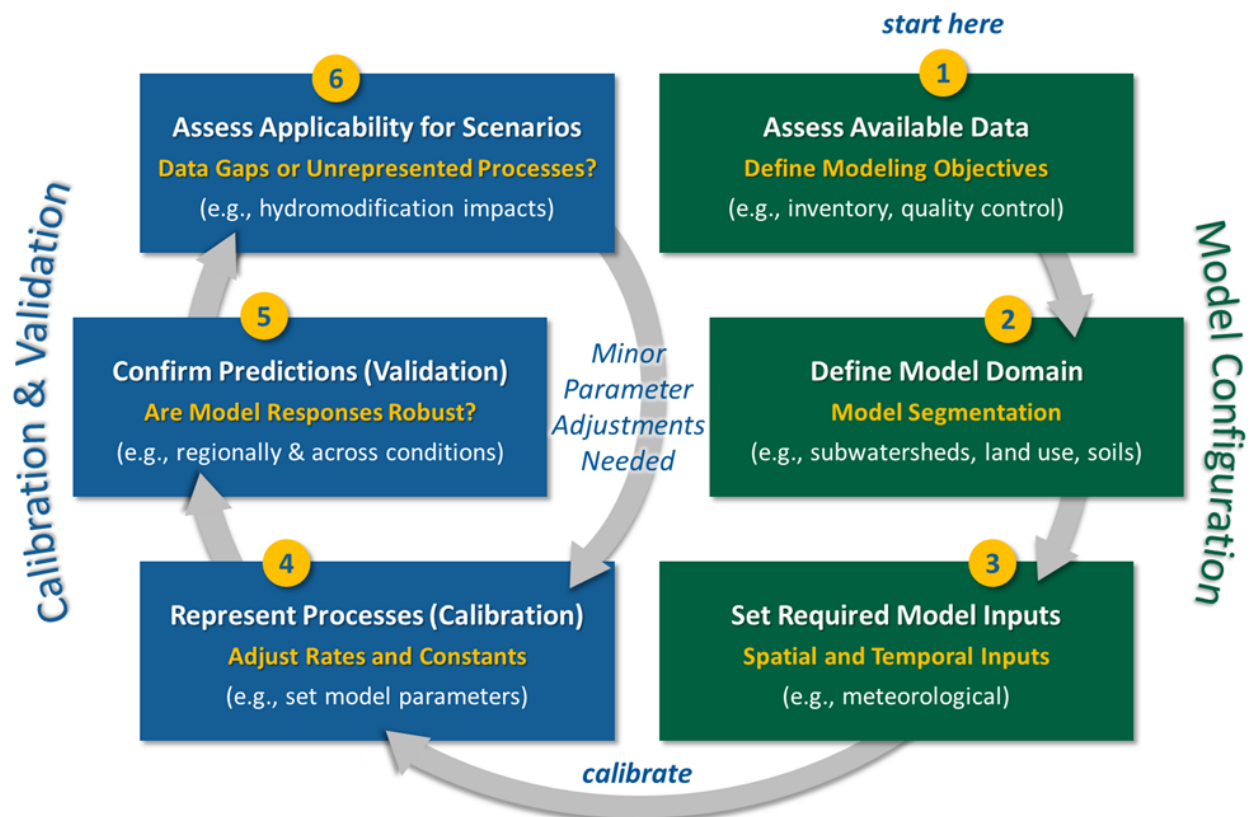 start here
1
Assess Available Data
Define Modeling Objectives
(e.g., inventory, quality control)
2
Define Model Domain
Model Segmentation
(e.g., subwatersheds, land use, soils)
3
Set Required Model Inputs
Spatial and Temporal Inputs
(e.g., meteorological)
Model Configuration
calibrate
4
Represent Processes (Calibration)
Adjust Rates and Constants
(e.g., set model parameters)
5
Confirm Predictions (Validation)
Are Model Responses Robust?
(e.g., regionally & across conditions)
6
Assess Applicability for Scenarios
Data Gaps or Unrepresented Processes?
(e.g., hydromodification impacts)
Minor
Parameter
Adjustments
Needed
Calibration & Validation